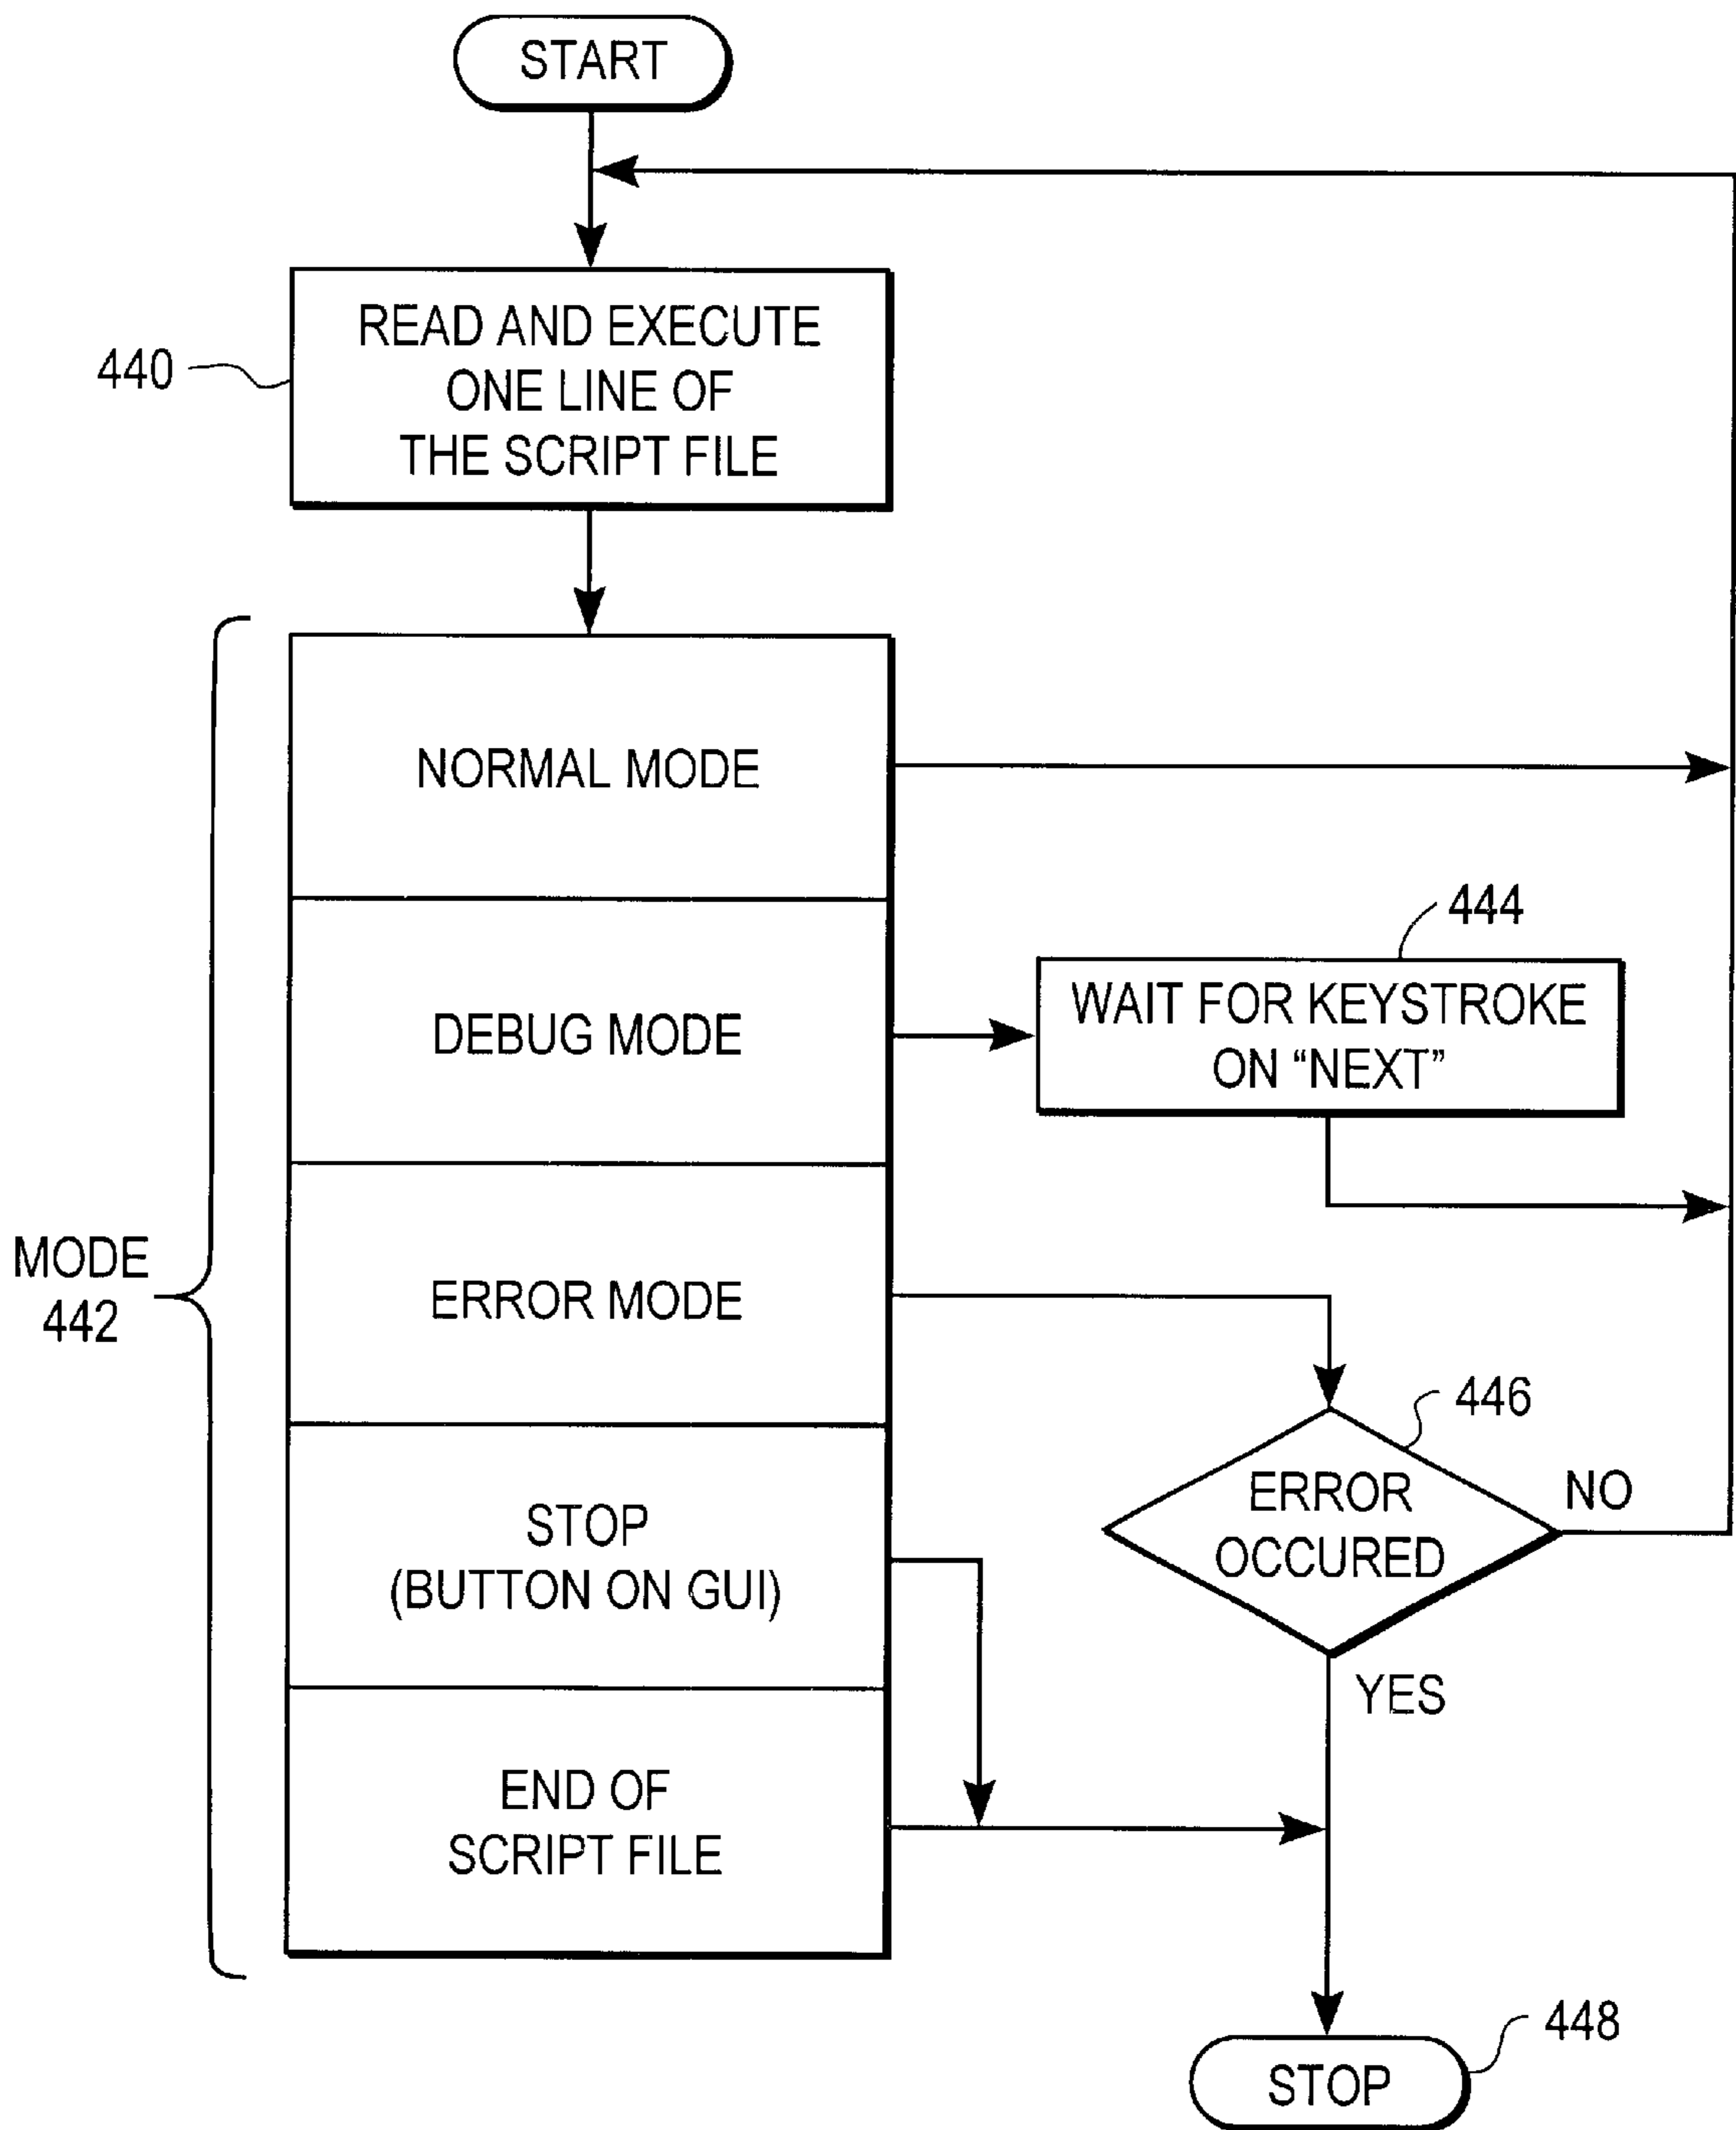 START
440
READ AND EXECUTE
ONE LINE OF
THE SCRIPT FILE
NORMAL MODE
444
DEBUG MODE
WAIT FOR KEYSTROKE
ON “NEXT”
MODE
442
ERROR MODE
446
ERROR
OCCURED
NO
STOP
(BUTTON ON GUI)
YES
END OF
SCRIPT FILE
448
STOP